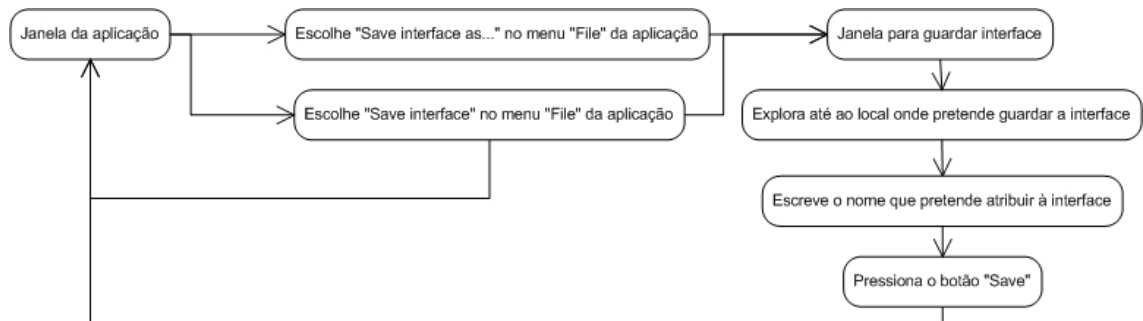 Janela da aplicação
Escolhe "Save interface as..." no menu "File" da aplicação
Janela para guardar interface
Escolhe "Save interface" no menu "File" da aplicação
Explora até ao local onde pretende guardar a interface
Escreve o nome que pretende atribuir à interface
Pressiona o botão "Save"